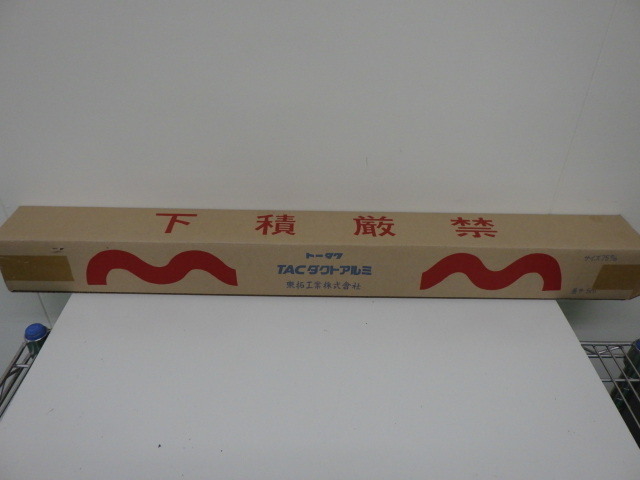 下積厳禁
トータク
TACダクトアルミ
東拓工業株式会社